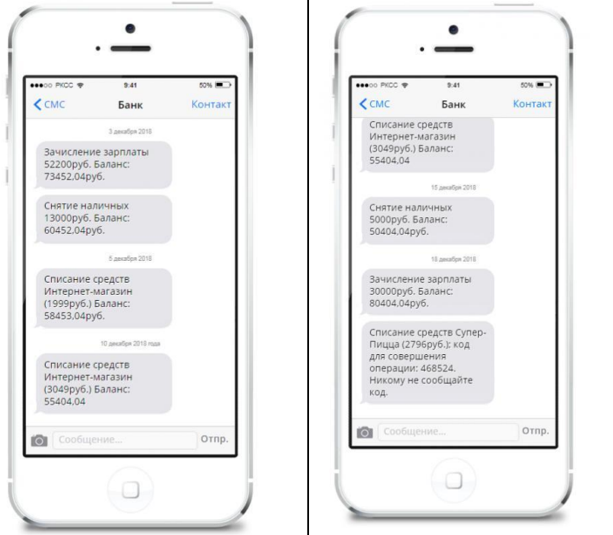 ●●●○○ РКСС 9:41 50%
СМС Банк Контакт
3 декабря 2018
Зачисление зарплаты
52200руб. Баланс:
73452,04руб.
Снятие наличных
13000руб. Баланс:
60452,04руб.
5 декабря 2018
Списание средств
Интернет-магазин
(1999руб.) Баланс:
58453,04руб.
10 декабря 2018 года
Списание средств
Интернет-магазин
(3049руб.) Баланс:
55404,04
Сообщение... Отпр.
●●●○○ РКСС 9:41 50%
СМС Банк Контакт
Списание средств
Интернет-магазин
(3049руб.) Баланс:
55404,04
15 декабря 2018
Снятие наличных
5000руб. Баланс:
50404,04руб.
18 декабря 2018
Зачисление зарплаты
30000руб. Баланс:
80404,04руб.
Списание средств Супер-
Пицца (2796руб.); код
для совершения
операции: 468524.
Никому не сообщайте
код.
Сообщение... Отпр.